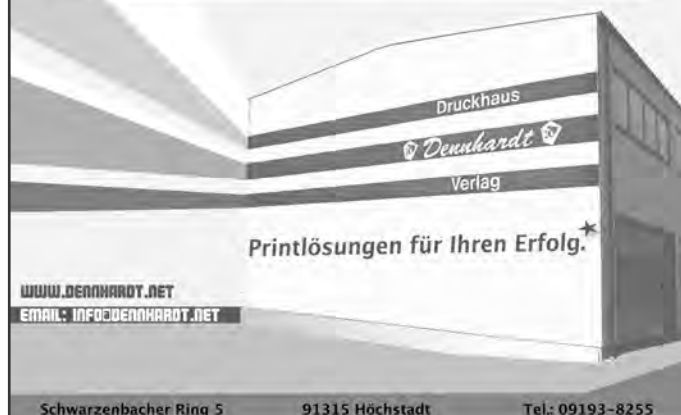 Druckhaus
Dennhardt
Verlag
Printlösungen für Ihren Erfolg.*
WWW.DENNHARDT.NET
EMAIL: INFO@DENNHARDT.NET
Schwarzenbacher Ring 5 91315 Höchstadt Tel.: 09193-8255